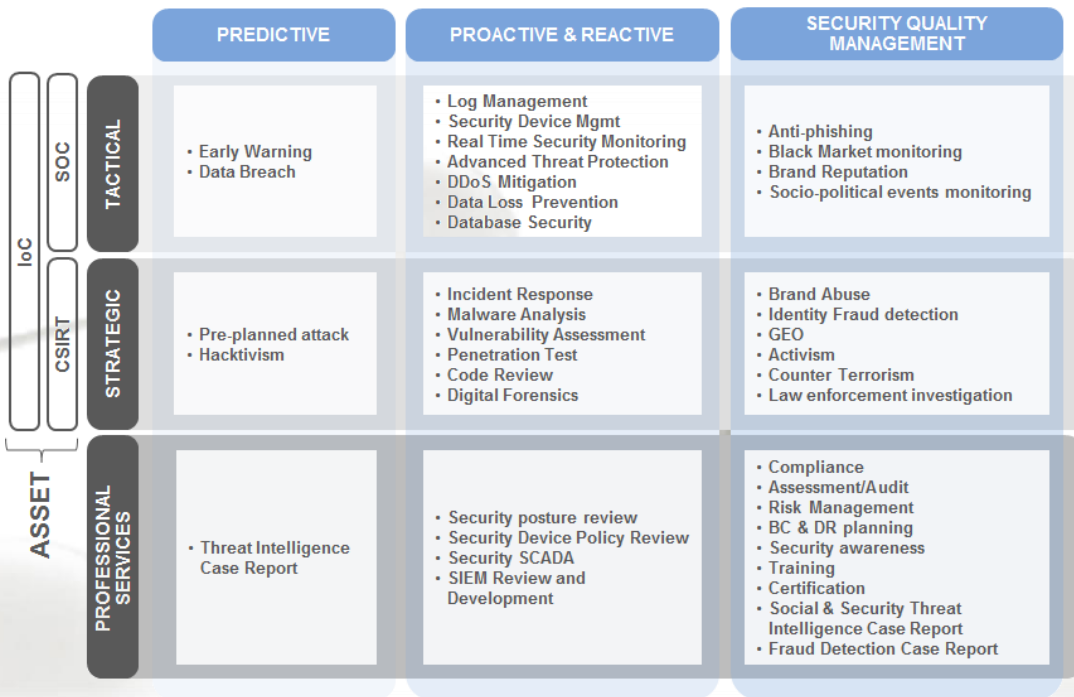 PREDICTIVE
PROACTIVE & REACTIVE
SECURITY QUALITY
MANAGEMENT
IoC
SOC
TACTICAL
• Early Warning
• Data Breach
• Log Management
• Security Device Mgmt
• Real Time Security Monitoring
• Advanced Threat Protection
• DDoS Mitigation
• Data Loss Prevention
• Database Security
• Anti-phishing
• Black Market monitoring
• Brand Reputation
• Socio-political events monitoring
CSIRT
STRATEGIC
• Pre-planned attack
• Hacktivism
• Incident Response
• Malware Analysis
• Vulnerability Assessment
• Penetration Test
• Code Review
• Digital Forensics
• Brand Abuse
• Identity Fraud detection
• GEO
• Activism
• Counter Terrorism
• Law enforcement investigation
ASSET
PROFESSIONAL
SERVICES
• Threat Intelligence
Case Report
• Security posture review
• Security Device Policy Review
• Security SCADA
• SIEM Review and
Development
• Compliance
• Assessment/Audit
• Risk Management
• BC & DR planning
• Security awareness
• Training
• Certification
• Social & Security Threat
Intelligence Case Report
• Fraud Detection Case Report